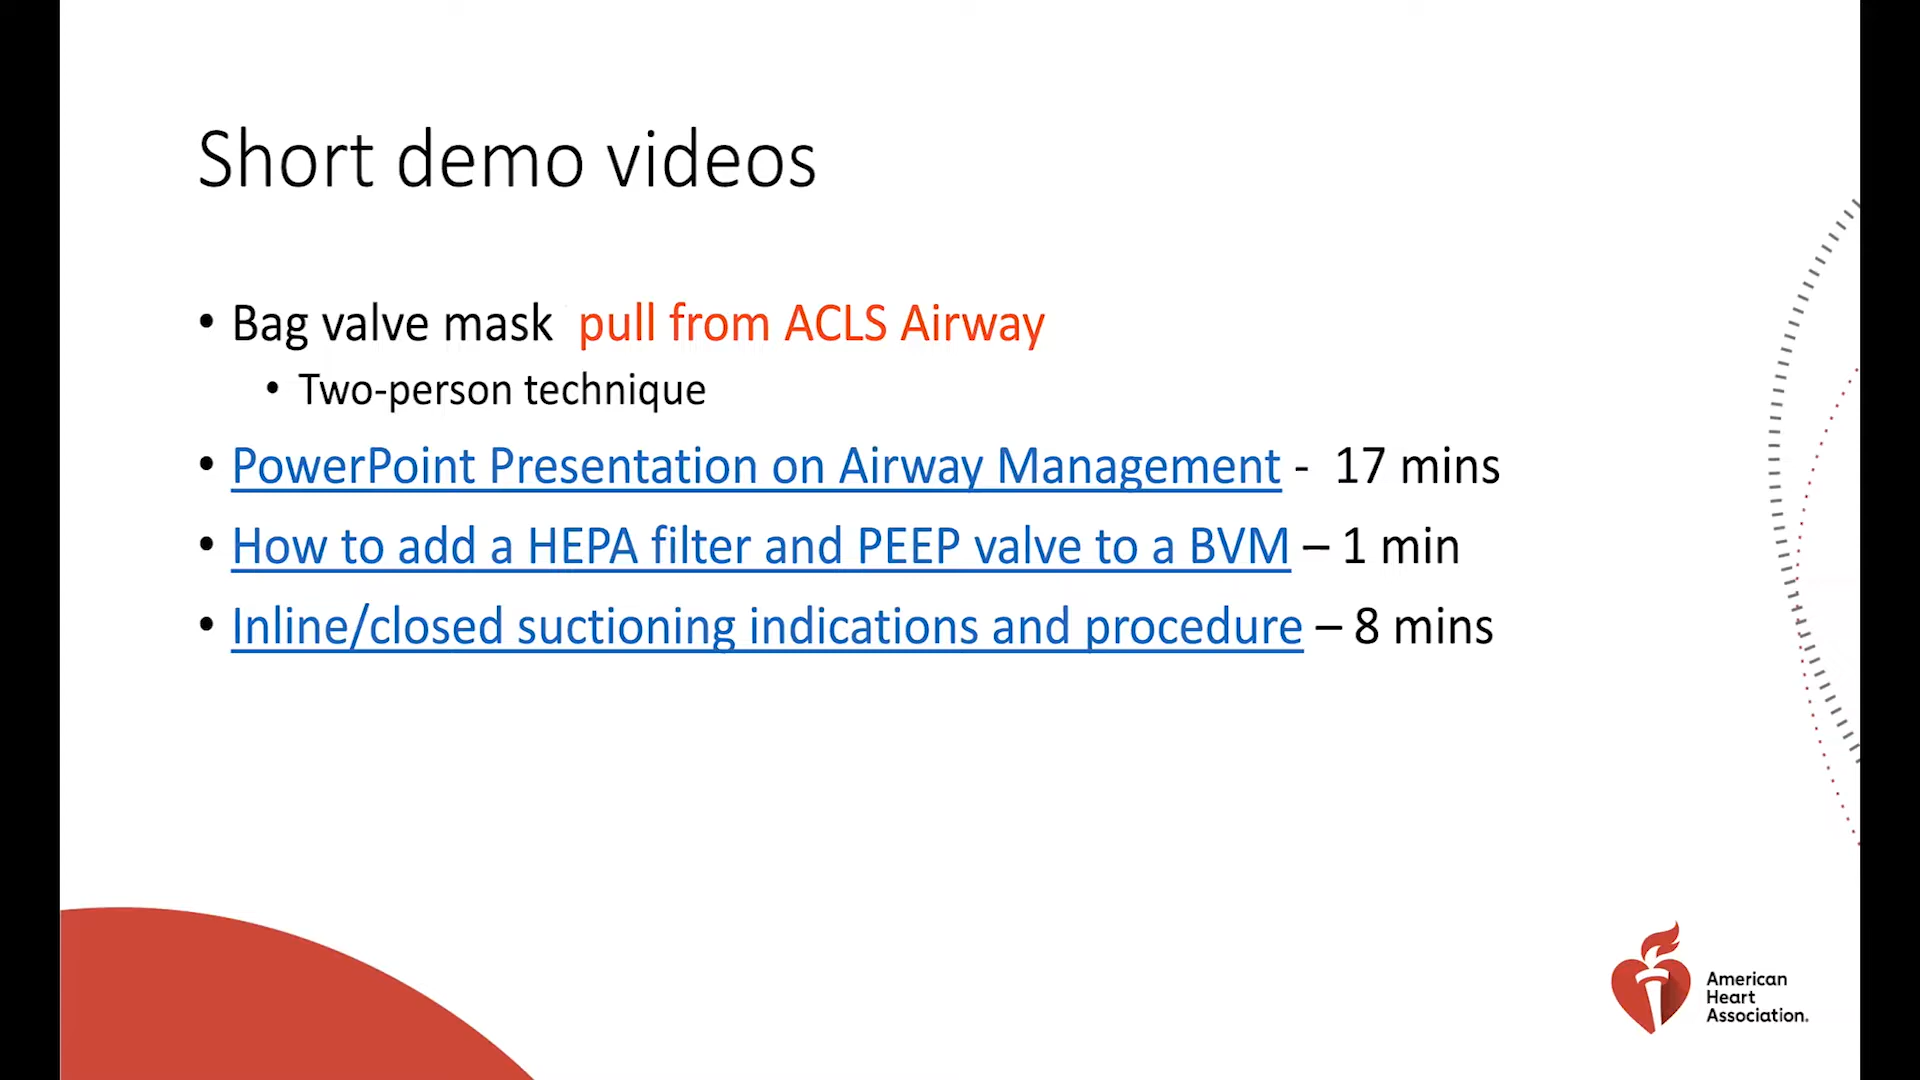 Short demo videos
• Bag valve mask pull from ACLS Airway
• Two-person technique
• PowerPoint Presentation on Airway Management - 17 mins
• How to add a HEPA filter and PEEP valve to a BVM – 1 min
• Inline/closed suctioning indications and procedure – 8 mins
American
Heart
Association.